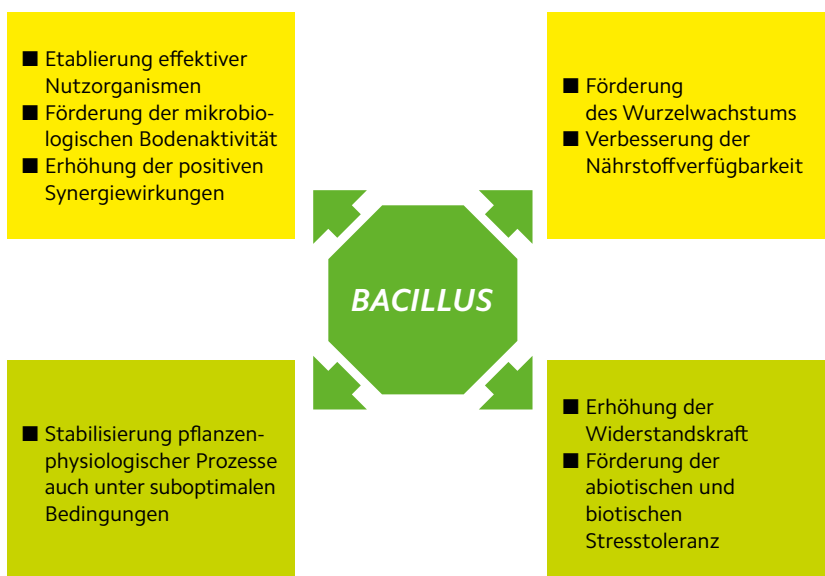 ■ Etablierung effektiver
Nutzorganismen
■ Förderung der mikrobio-
logischen Bodenaktivität
■ Erhöhung der positiven
Synergiewirkungen
■ Förderung
des Wurzelwachstums
■ Verbesserung der
Nährstoffverfügbarkeit
BACILLUS
■ Stabilisierung pflanzen-
physiologischer Prozesse
auch unter suboptimalen
Bedingungen
■ Erhöhung der
Widerstandskraft
■ Förderung der
abiotischen und
biotischen
Stresstoleranz